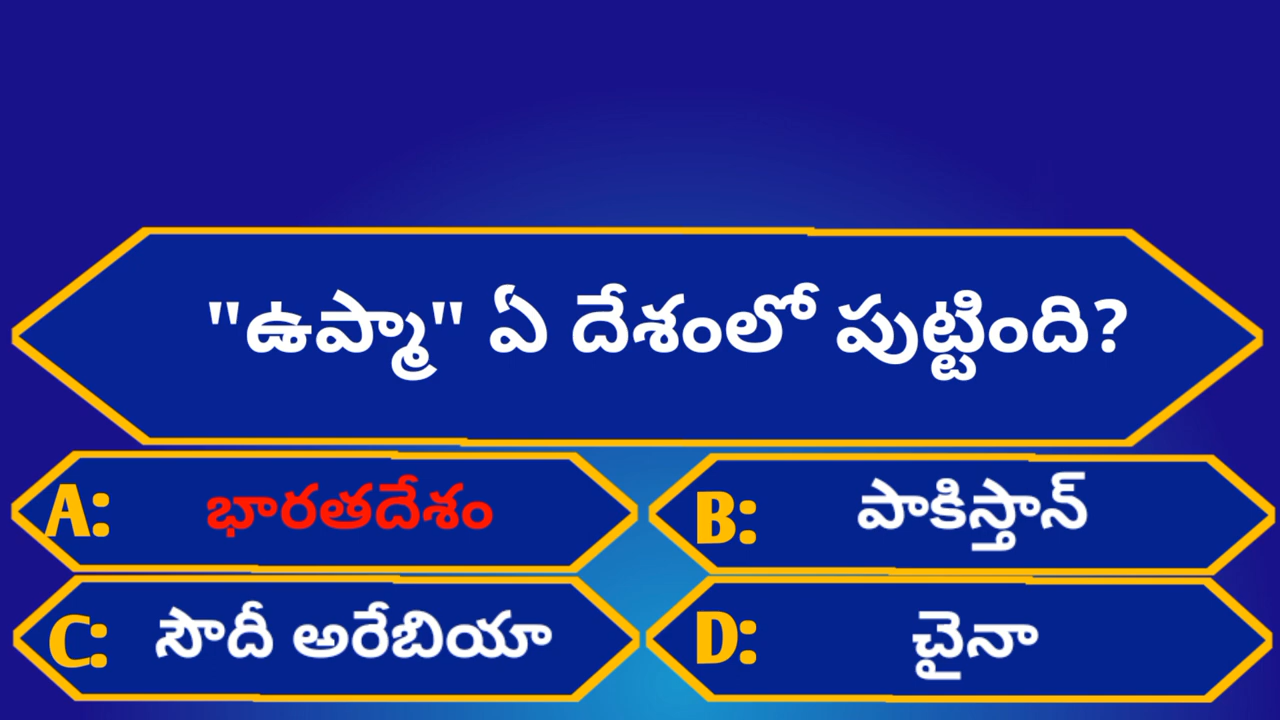 "ఉప్మా" ఏ దేశంలో పుట్టింది?
A: భారతదేశం
B: పాకిస్తాన్
C: సౌదీ అరేబియా
D: చైనా